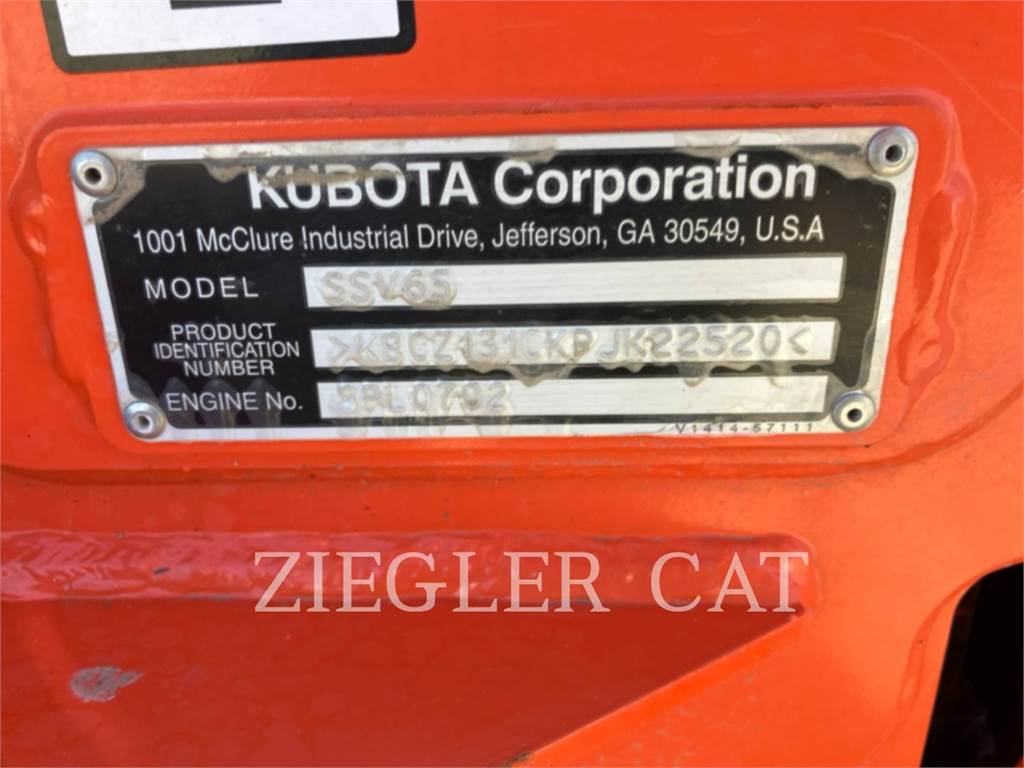 KUBOTA Corporation
1001 McClure Industrial Drive, Jefferson, GA 30549, U.S.A
MODEL SSV65
PRODUCT
IDENTIFICATION
NUMBER >KBCZ131CKPJK22520<
ENGINE No.
V1414-57111
ZIEGLER CAT